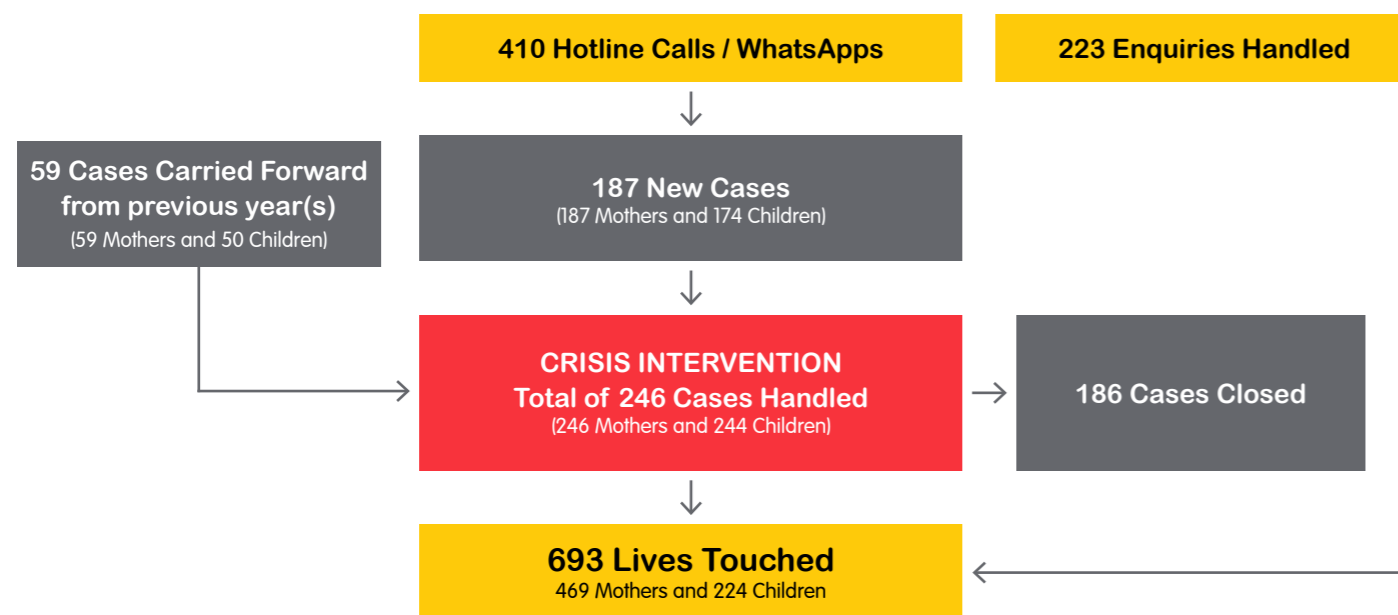 410 Hotline Calls / WhatsApps
223 Enquiries Handled
59 Cases Carried Forward
from previous year(s)
(59 Mothers and 50 Children)
187 New Cases
(187 Mothers and 174 Children)
CRISIS INTERVENTION
Total of 246 Cases Handled
(246 Mothers and 244 Children)
186 Cases Closed
693 Lives Touched
469 Mothers and 224 Children